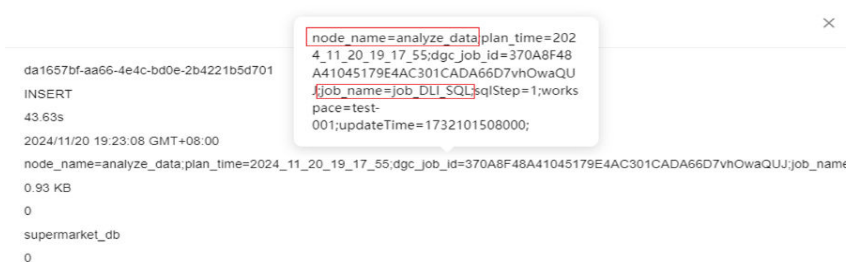 node_name=analyze_data;plan_time=202
4_11_20_19_17_55;dgc_job_id=370A8F48
A41045179E4AC301CADA66D7vhOwaQU
J;job_name=job_DLI_SQL;sqlStep=1;works
pace=test-
001;updateTime=1732101508000;
da1657bf-aa66-4e4c-bd0e-2b4221b5d701
INSERT
43.63s
2024/11/20 19:23:08 GMT+08:00
node_name=analyze_data;plan_time=2024_11_20_19_17_55;dgc_job_id=370A8F48A41045179E4AC301CADA66D7vhOwaQUJ;job_name
0.93 KB
0
supermarket_db
0